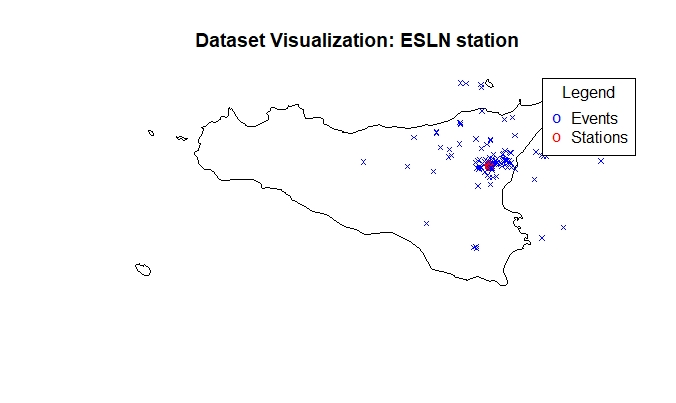 Dataset Visualization: ESLN station
Legend
o Events
o Stations